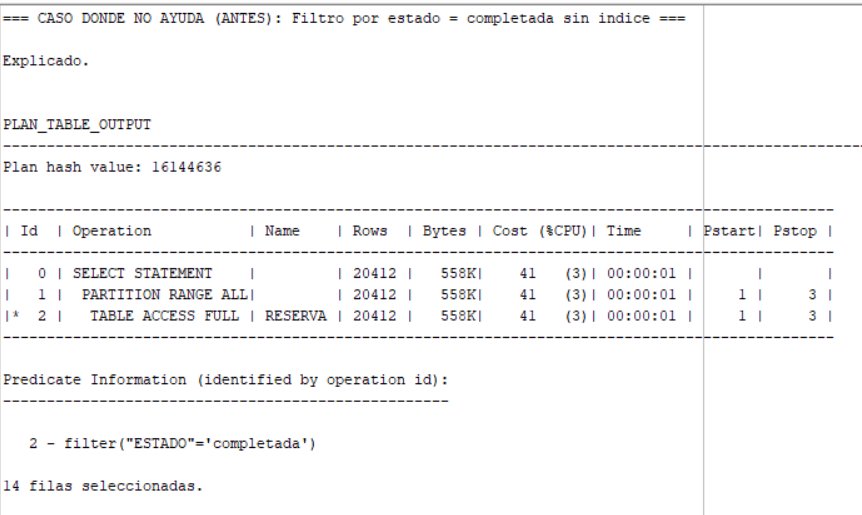 === CASO DONDE NO AYUDA (ANTES): Filtro por estado = completada sin indice ===
Explicado.
PLAN_TABLE_OUTPUT
--------------------------------------------------------------------------------------------------------
Plan hash value: 16144636
--------------------------------------------------------------------------------------------------
| Id  | Operation           | Name    | Rows  | Bytes | Cost (%CPU)| Time     | Pstart| Pstop |
--------------------------------------------------------------------------------------------------
|   0 | SELECT STATEMENT    |         | 20412 |   558K|    41   (3)| 00:00:01 |       |       |
|   1 |  PARTITION RANGE ALL|         | 20412 |   558K|    41   (3)| 00:00:01 |     1 |     3 |
|*  2 |   TABLE ACCESS FULL | RESERVA | 20412 |   558K|    41   (3)| 00:00:01 |     1 |     3 |
--------------------------------------------------------------------------------------------------
Predicate Information (identified by operation id):
---------------------------------------------------
2 - filter("ESTADO"='completada')
14 filas seleccionadas.